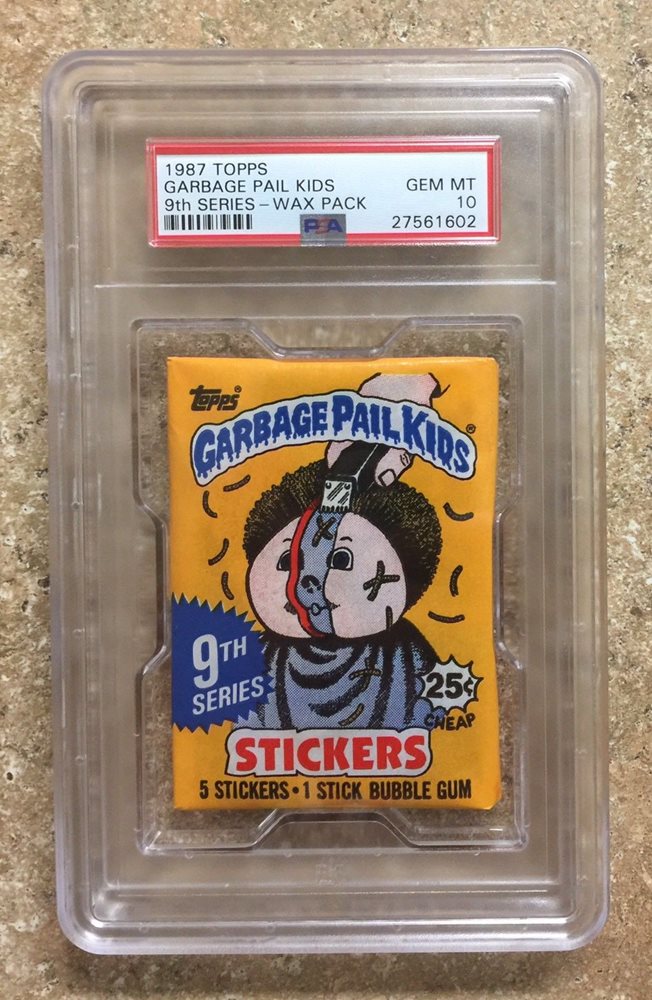 1987 TOPPS
GARBAGE PAIL KIDS GEM MT
9th SERIES – WAX PACK 10
PSA 27561602
Topps®
GARBAGE PAIL KIDS®
9TH
SERIES
25¢
CHEAP
STICKERS
5 STICKERS • 1 STICK BUBBLE GUM